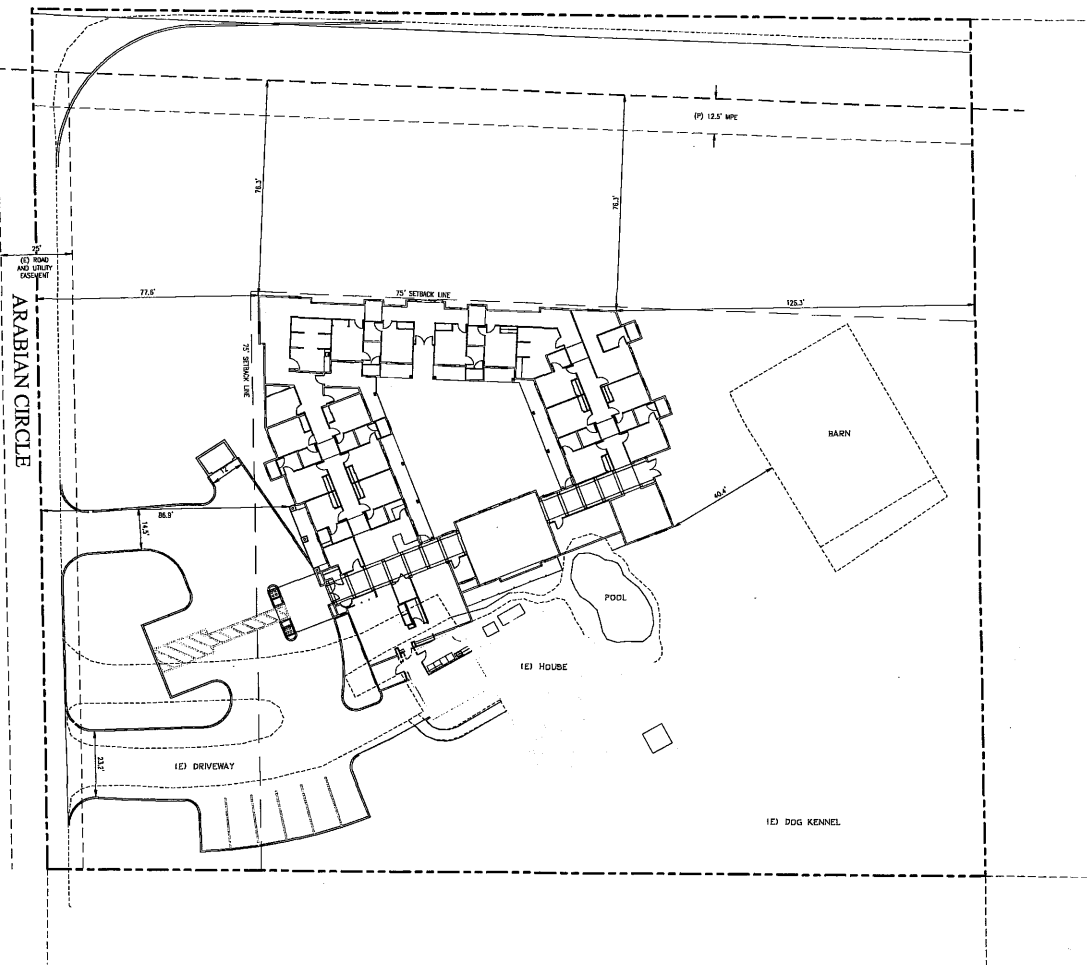 (P) 12.5' MPE
76.3'
76.3'
25'
(E) ROAD
AND UTILITY
EASEMENT
77.6'
75' SETBACK LINE
125.3'
75' SETBACK LINE
ARABIAN CIRCLE
BARN
12'
40.4'
86.9'
14.5'
POOL
(E) HOUSE
(E) DRIVEWAY
23.2'
(E) DOG KENNEL